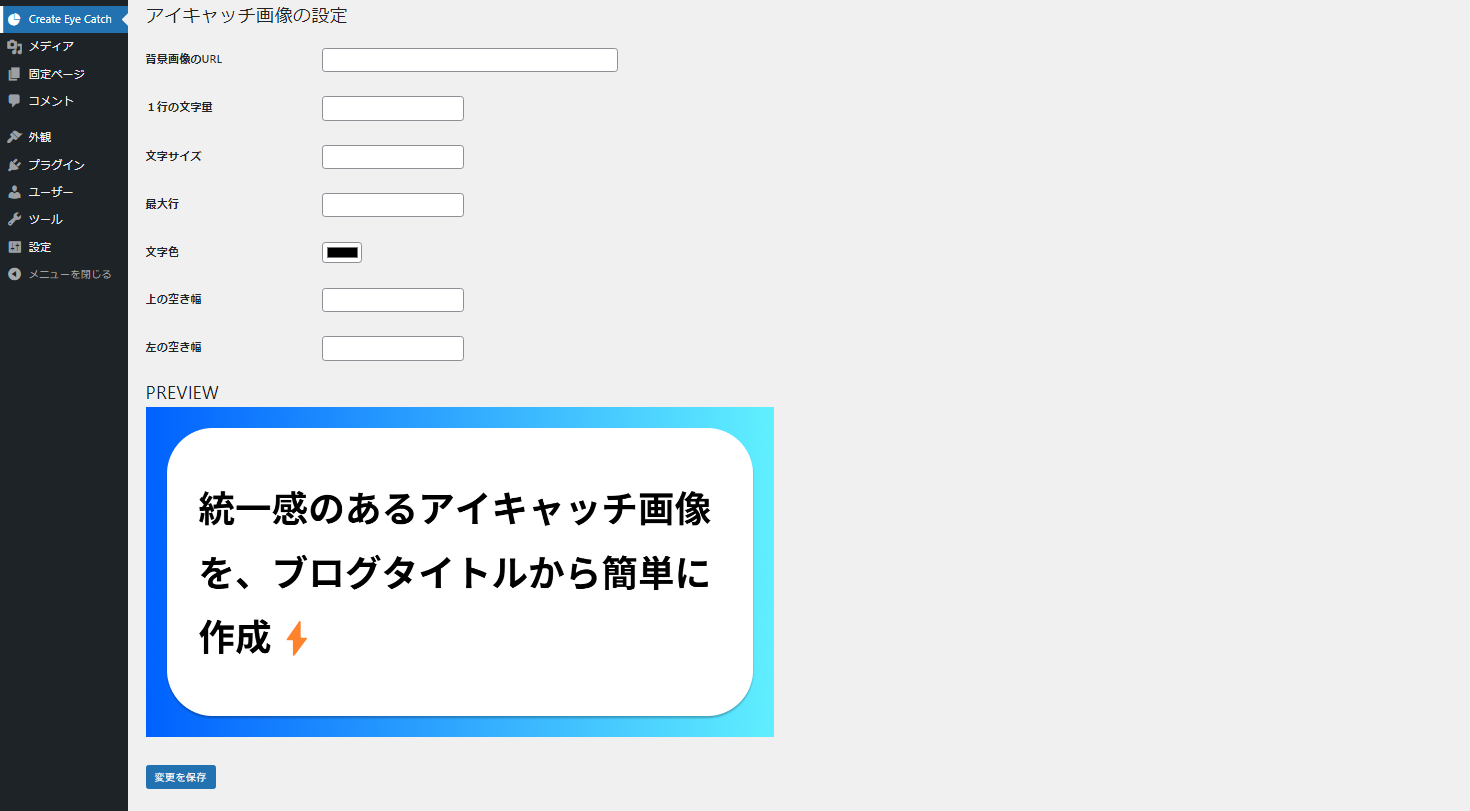 Create Eye Catch
メディア
固定ページ
コメント
外観
プラグイン
ユーザー
ツール
設定
メニューを閉じる
アイキャッチ画像の設定
背景画像のURL
１行の文字量
文字サイズ
最大行
文字色
上の空き幅
左の空き幅
PREVIEW
統一感のあるアイキャッチ画像
を、ブログタイトルから簡単に
作成⚡
変更を保存